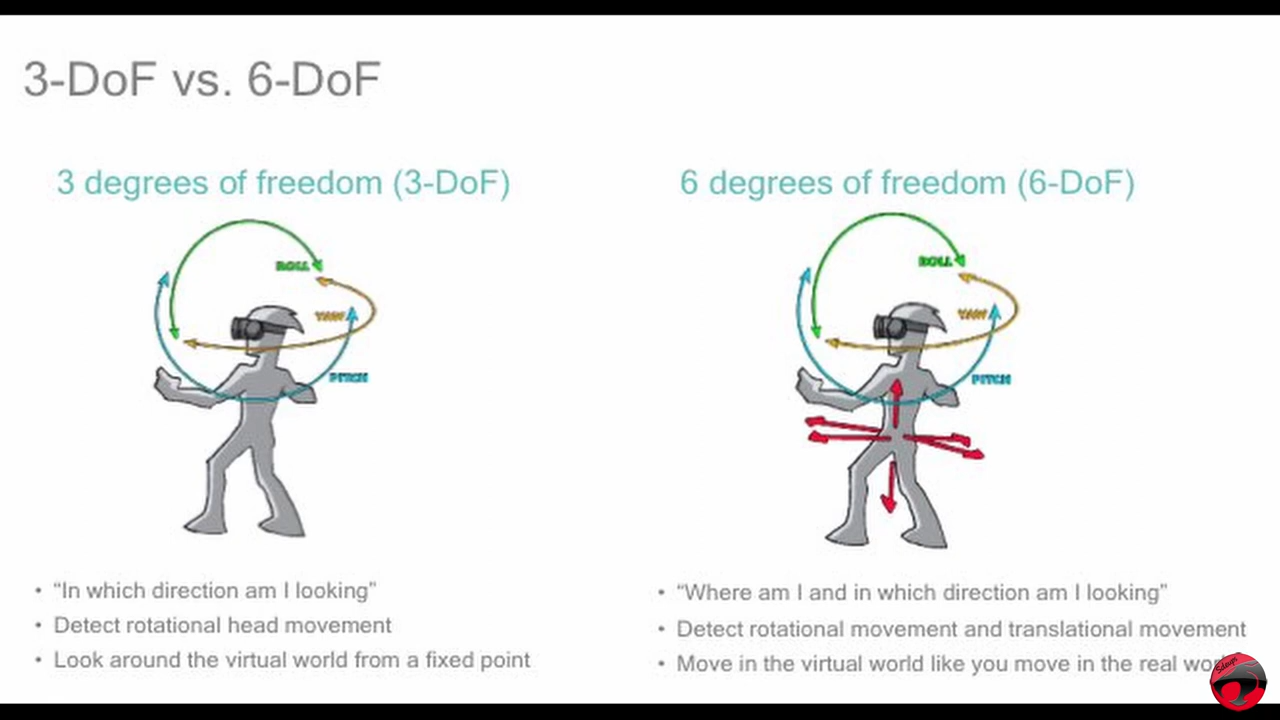 3-DoF vs. 6-DoF
3 degrees of freedom (3-DoF)
ROLL
YAW
PITCH
• “In which direction am I looking”
• Detect rotational head movement
• Look around the virtual world from a fixed point
6 degrees of freedom (6-DoF)
ROLL
YAW
PITCH
• “Where am I and in which direction am I looking”
• Detect rotational movement and translational movement
• Move in the virtual world like you move in the real